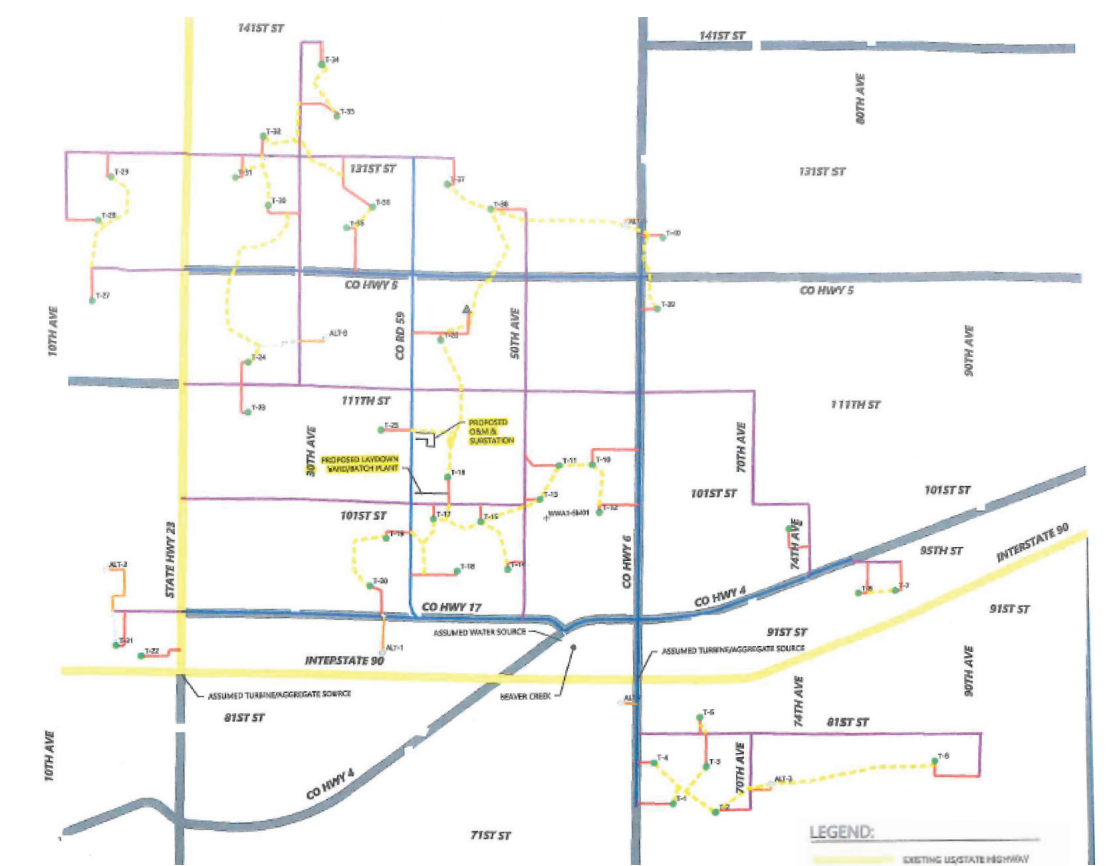 141ST ST
141ST ST
T-34
80TH AVE
T-33
T-32
131ST ST
131ST ST
T-29
T-31
T-37
T-30
T-36
T-38
T-28
T-35
T-40
CO HWY 5
CO HWY 5
T-27
T-39
10TH AVE
CO RD 59
50TH AVE
90TH AVE
T-24
111TH ST
111TH ST
T-23
T-25
PROPOSED
O&M &
SUBSTATION
30TH AVE
70TH AVE
PROPOSED LAYDOWN
YARD/BATCH PLANT
T-11
T-10
T-16
101ST ST
101ST ST
T-13
T-12
101ST ST
T-17
T-15
STATE HWY 23
T-19
74TH AVE
95TH ST
INTERSTATE 90
CO HWY 6
T-18
T-14
ALT-2
T-20
T-7
CO HWY 4
CO HWY 17
91ST ST
91ST ST
ASSUMED WATER SOURCE
T-21
T-22
ALT-1
INTERSTATE 90
ASSUMED TURBINE/AGGREGATE SOURCE
90TH AVE
ASSUMED TURBINE/AGGREGATE SOURCE
BEAVER CREEK
74TH AVE
81ST ST
81ST ST
10TH AVE
70TH AVE
T-4
T-3
CO HWY 4
ALT-3
T-1
T-2
71ST ST
LEGEND:
EXISTING US/STATE HIGHWAY